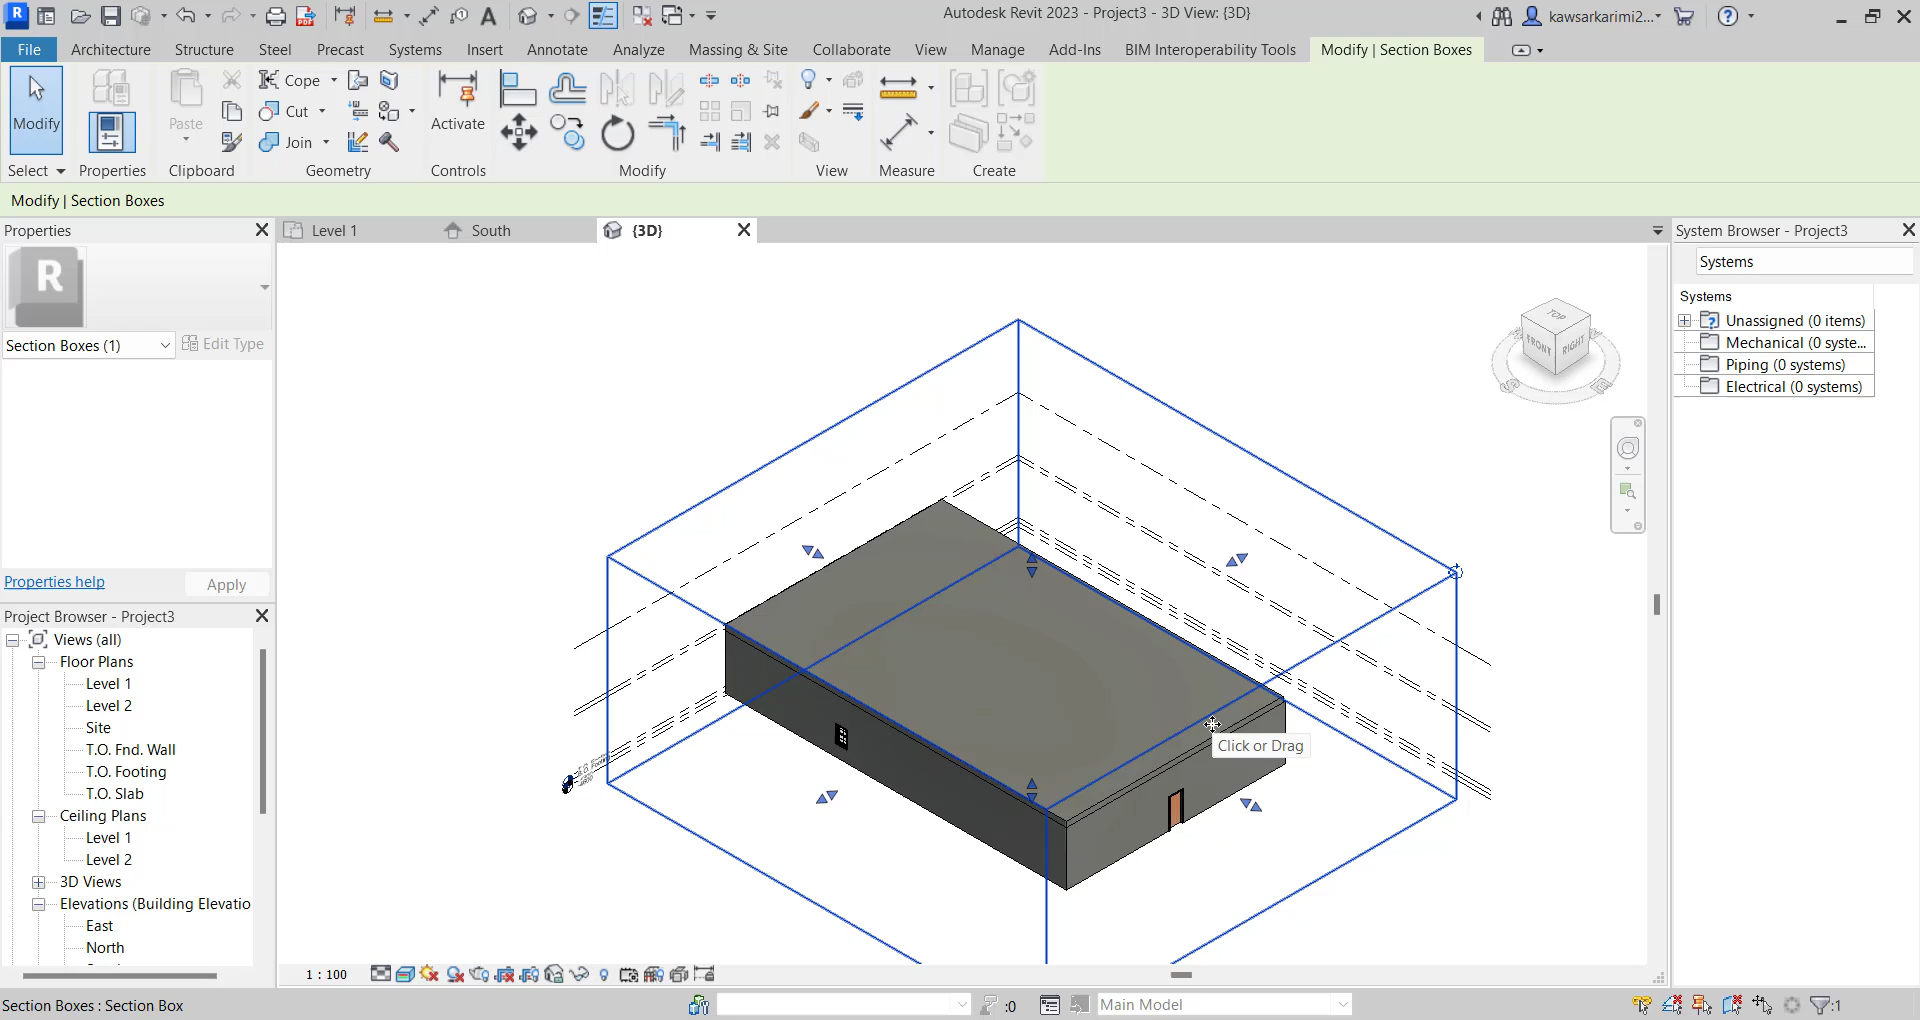 Autodesk Revit 2023 - Project3 - 3D View: {3D}
kawsarkarimi2...
File
Architecture
Structure
Steel
Precast
Systems
Insert
Annotate
Analyze
Massing & Site
Collaborate
View
Manage
Add-Ins
BIM Interoperability Tools
Modify | Section Boxes
Modify
Paste
Cope
Cut
Join
Activate
Select
Properties
Clipboard
Geometry
Controls
Modify
View
Measure
Create
Modify | Section Boxes
Properties
Level 1
South
{3D}
System Browser - Project3
R
Systems
Systems
Section Boxes (1)
Edit Type
Unassigned (0 items)
Mechanical (0 syste...
Piping (0 systems)
Electrical (0 systems)
TOP
FRONT
RIGHT
S
E
Properties help
Apply
Project Browser - Project3
Views (all)
Floor Plans
Level 1
Level 2
Site
T.O. Fnd. Wall
T.O. Footing
T.O. Slab
Ceiling Plans
Level 1
Level 2
3D Views
Elevations (Building Elevatio
East
North
Click or Drag
1 : 100
Section Boxes : Section Box
:0
Main Model
:1